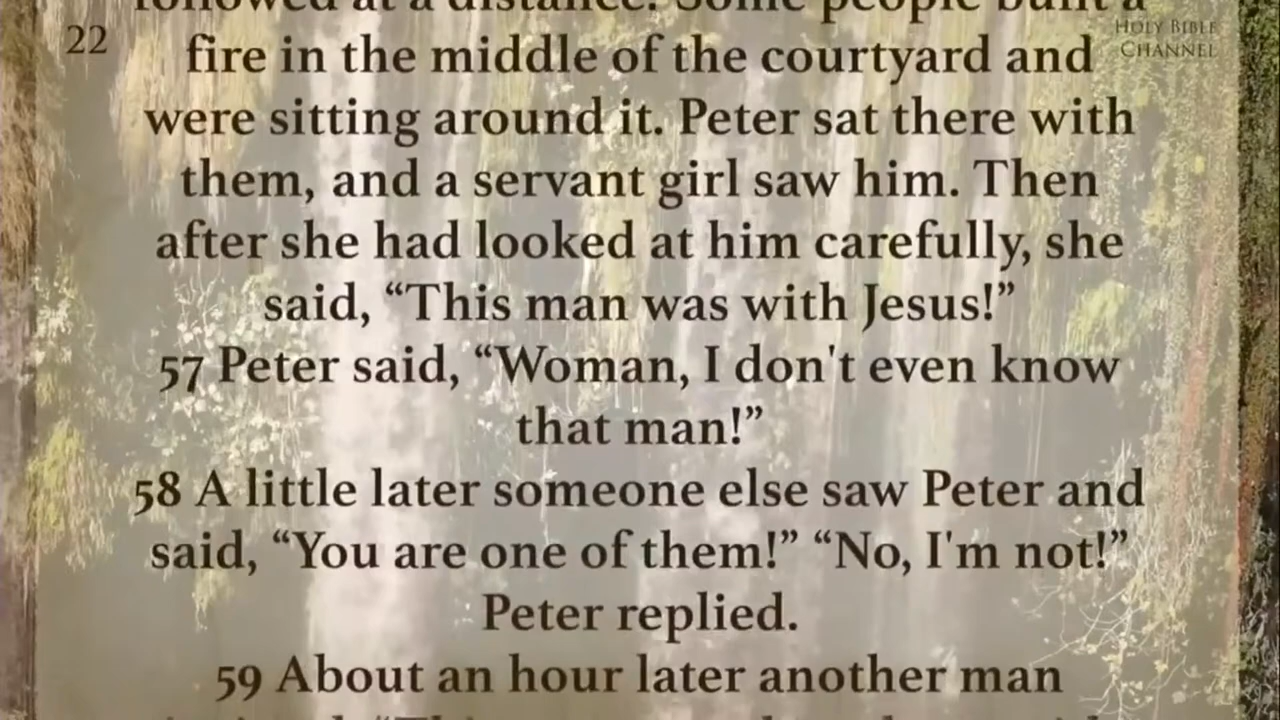 followed at a distance. Some people built a
22
HOLY BIBLE
CHANNEL
fire in the middle of the courtyard and
were sitting around it. Peter sat there with
them, and a servant girl saw him. Then
after she had looked at him carefully, she
said, “This man was with Jesus!”
57 Peter said, “Woman, I don't even know
that man!”
58 A little later someone else saw Peter and
said, “You are one of them!” “No, I'm not!”
Peter replied.
59 About an hour later another man